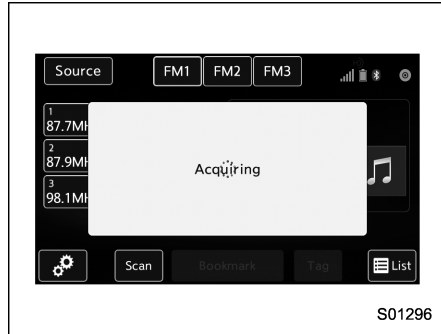 Source
FM1 FM2 FM3
1
87.7MH
2
87.9MH
3
98.1MH
Acquiring
Scan Bookmark Tag List
S01296